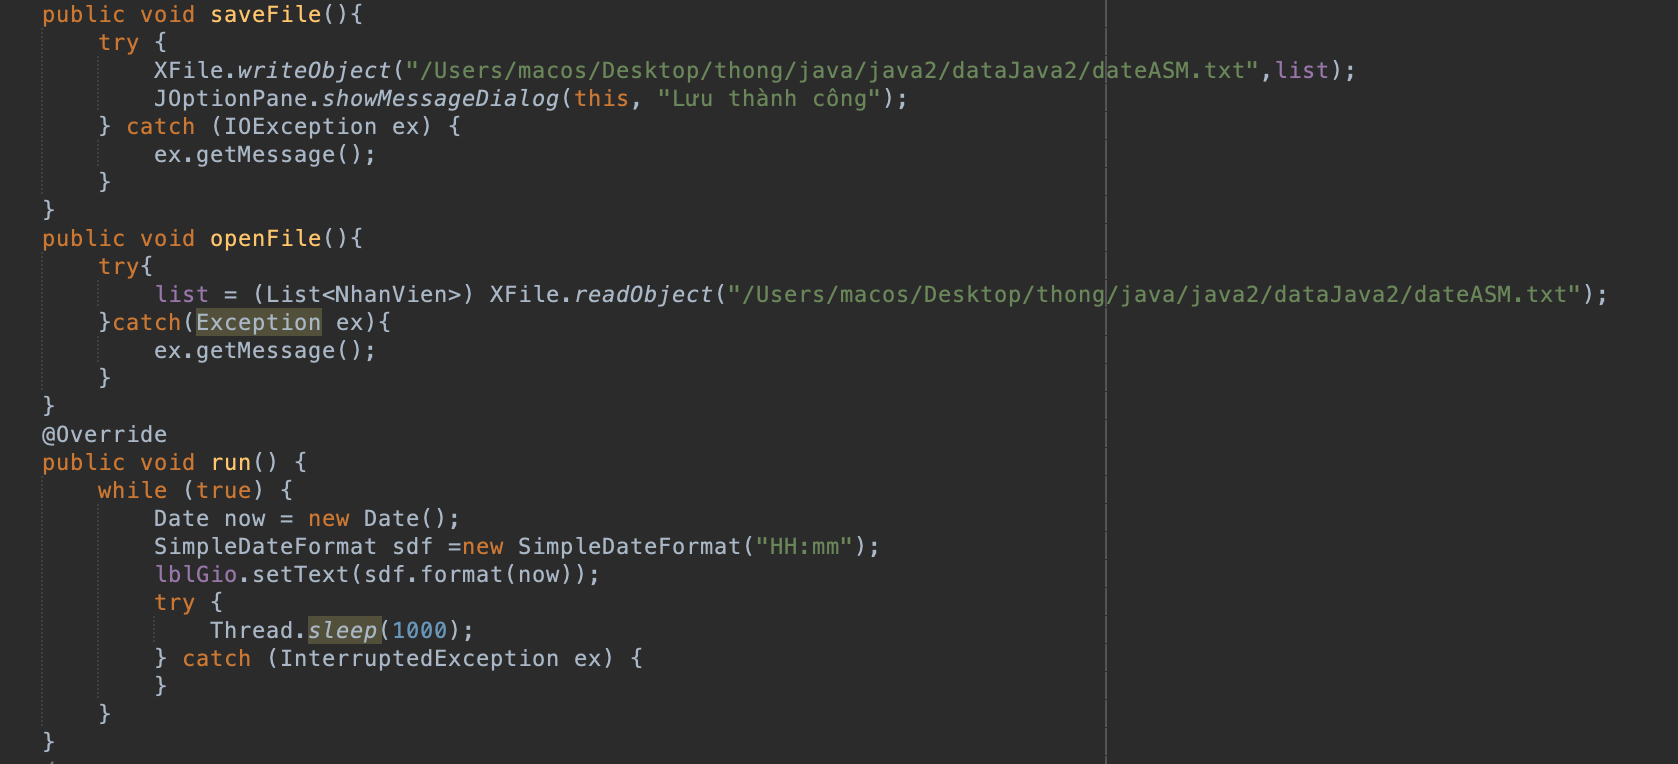 public void saveFile(){
try {
XFile.writeObject("/Users/macos/Desktop/thong/java/java2/dataJava2/dateASM.txt",list);
JOptionPane.showMessageDialog(this, "Lưu thành công");
} catch (IOException ex) {
ex.getMessage();
}
}
public void openFile(){
try{
list = (List<NhanVien>) XFile.readObject("/Users/macos/Desktop/thong/java/java2/dataJava2/dateASM.txt");
}catch(Exception ex){
ex.getMessage();
}
}
@Override
public void run() {
while (true) {
Date now = new Date();
SimpleDateFormat sdf =new SimpleDateFormat("HH:mm");
lblGio.setText(sdf.format(now));
try {
Thread.sleep(1000);
} catch (InterruptedException ex) {
}
}
}